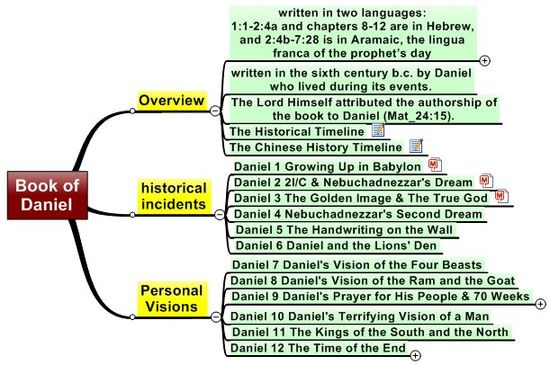 written in two languages:
1:1-2:4a and chapters 8-12 are in Hebrew,
and 2:4b-7:28 is in Aramaic, the lingua
franca of the prophet's day
written in the sixth century b.c. by Daniel
who lived during its events.
Overview
The Lord Himself attributed the authorship of
the book to Daniel (Mat_24:15).
The Historical Timeline
The Chinese History Timeline
Book of
Daniel
historical
incidents
Daniel 1 Growing Up in Babylon
Daniel 2 2I/C & Nebuchadnezzar's Dream
Daniel 3 The Golden Image & The True God
Daniel 4 Nebuchadnezzar's Second Dream
Daniel 5 The Handwriting on the Wall
Daniel 6 Daniel and the Lions' Den
Personal
Visions
Daniel 7 Daniel's Vision of the Four Beasts
Daniel 8 Daniel's Vision of the Ram and the Goat
Daniel 9 Daniel's Prayer for His People & 70 Weeks
Daniel 10 Daniel's Terrifying Vision of a Man
Daniel 11 The Kings of the South and the North
Daniel 12 The Time of the End